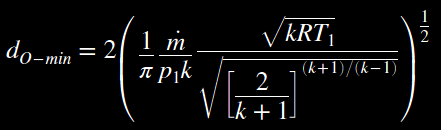 d_{O-min} = 2\left(\frac{1}{\pi}\frac{\dot{m}}{p_1 k}\frac{\sqrt{kRT_1}}{\sqrt{\left[\frac{2}{k+1}\right]^{(k+1)/(k-1)}}}\right)^{\frac{1}{2}}